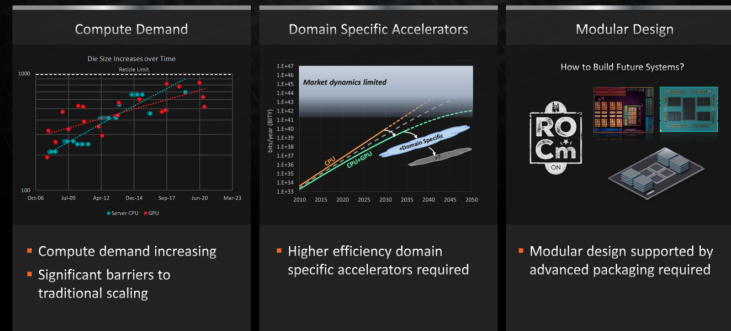 Compute Demand
Die Size Increases over Time
Reticle Limit
1000
100
Oct-06
Jul-09
Apr-12
Dec-14
Sep-17
Jun-20
Mar-23
Server CPU
GPU
Compute demand increasing
Significant barriers to
traditional scaling
Domain Specific Accelerators
1.E+47
1.E+46
1.E+45
1.E+44
1.E+43
1.E+42
1.E+41
1.E+40
1.E+39
1.E+38
1.E+37
1.E+36
1.E+35
1.E+34
1.E+33
bits/year (BITY)
Market dynamics limited
CPU
CPU+GPU
+Domain Specific
2010
2015
2020
2025
2030
2035
2040
2045
2050
Higher efficiency domain
specific accelerators required
Modular Design
How to Build Future Systems?
RO
Cm
ON
Modular design supported by
advanced packaging required